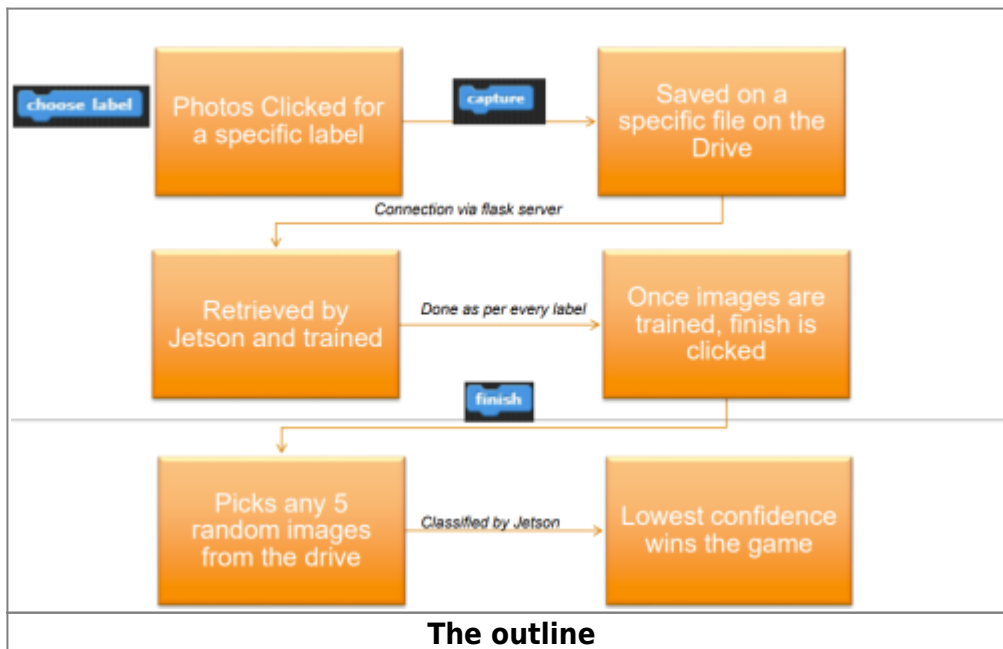 choose label
Photos Clicked for
a specific label
capture
Saved on a
specific file on the
Drive
Connection via flask server
Retrieved by
Jetson and trained
Done as per every label
Once images are
trained, finish is
clicked
finish
Picks any 5
random images
from the drive
Classified by Jetson
Lowest confidence
wins the game
The outline